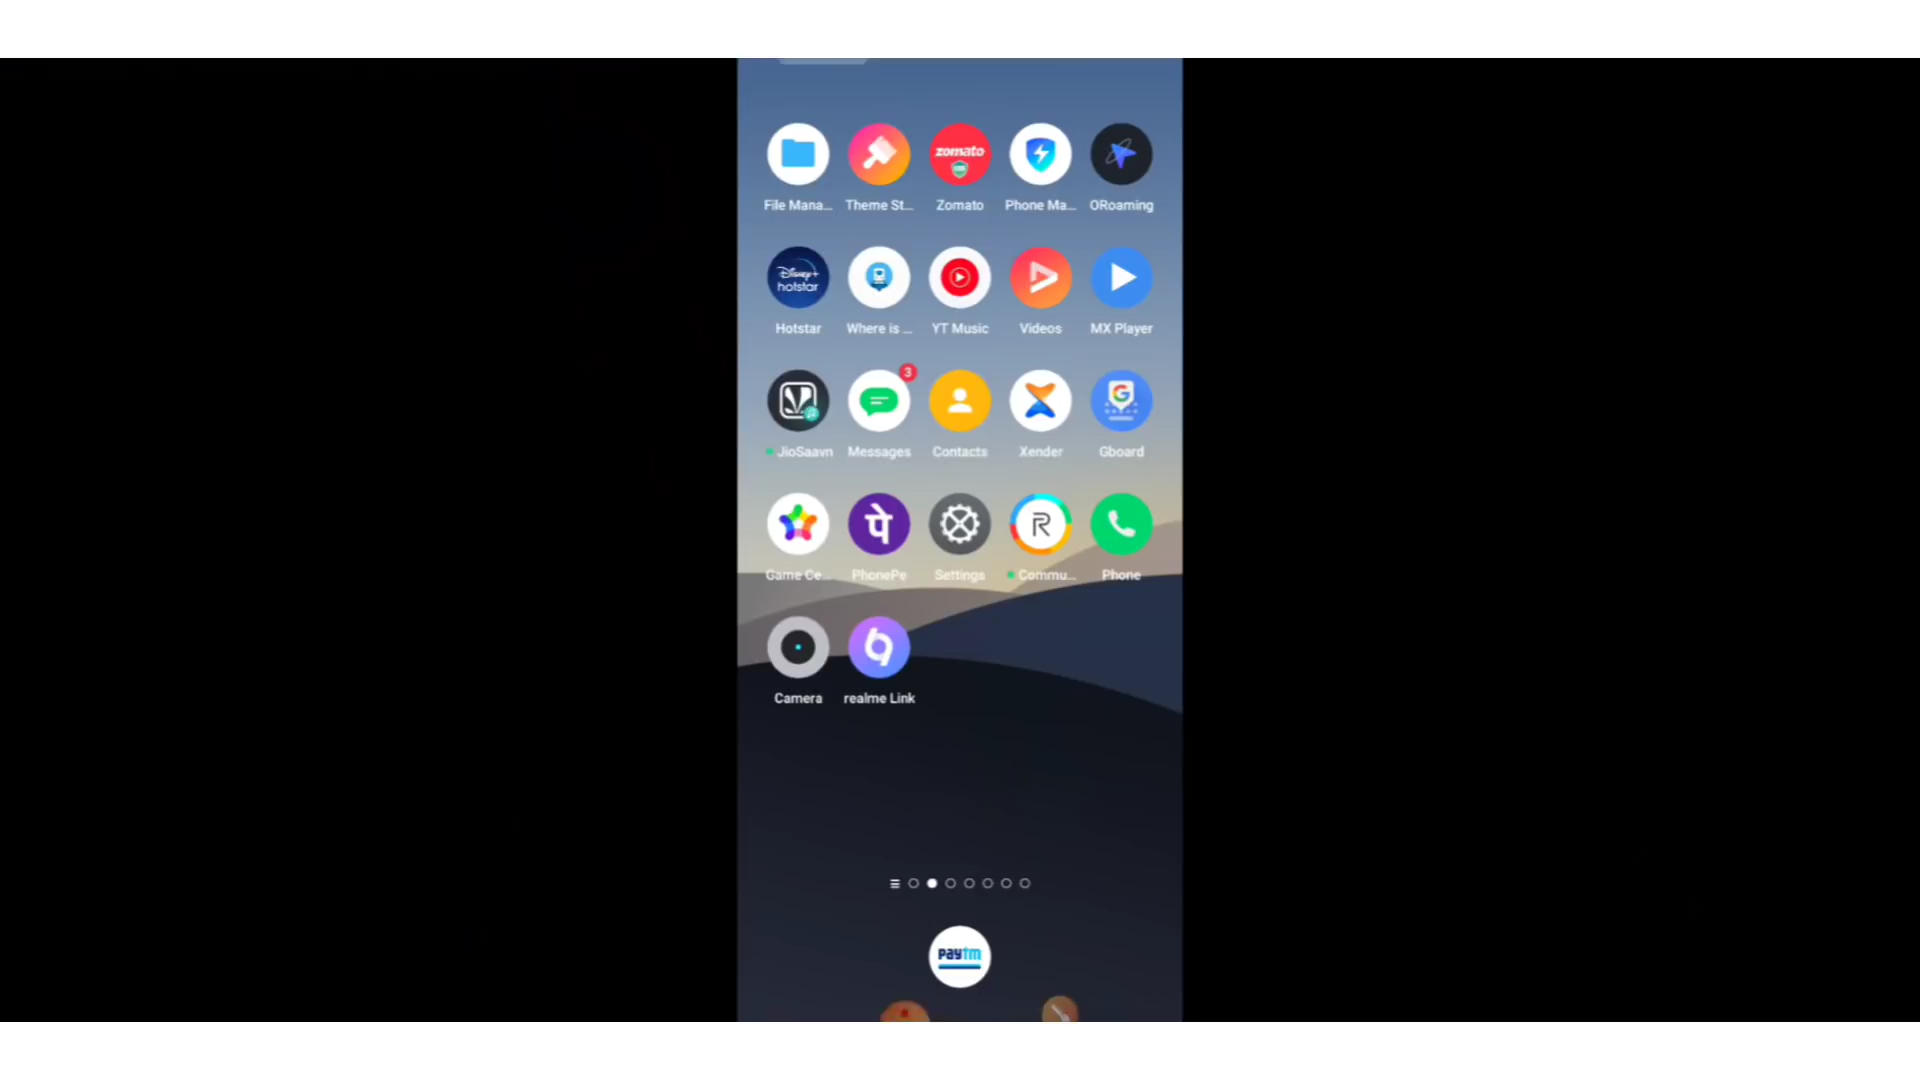 zomato
File Mana...
Theme St...
Zomato
Phone Ma...
ORoaming
Disney+
hotstar
Hotstar
Where is ...
YT Music
Videos
MX Player
3
G
JioSaavn
Messages
Contacts
Xender
Gboard
पे
R
Game Ce...
PhonePe
Settings
Commu...
Phone
Camera
realme Link
paytm